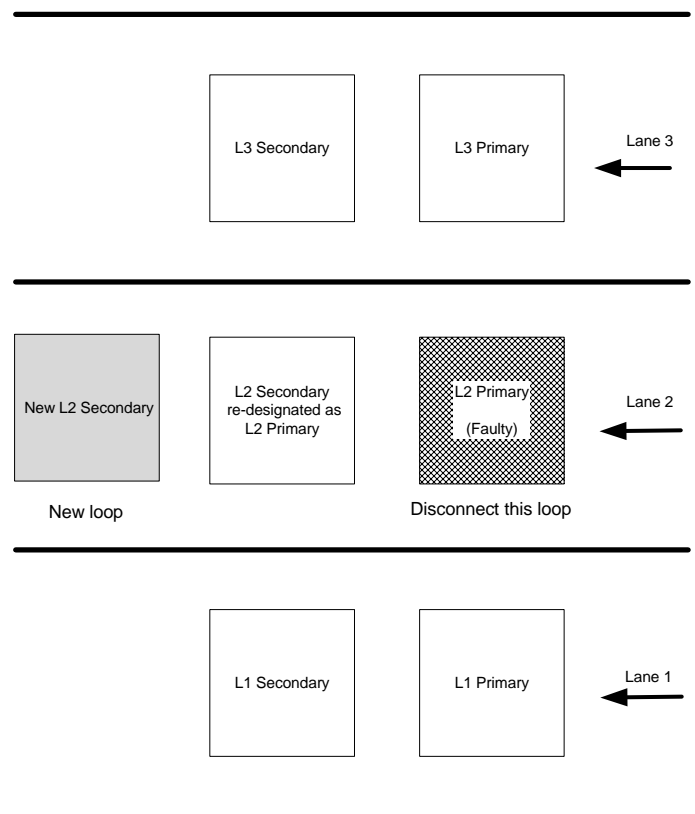 L3 Secondary
L3 Primary
Lane 3
New L2 Secondary
L2 Secondary
re-designated as
L2 Primary
L2 Primary
(Faulty)
Lane 2
New loop
Disconnect this loop
L1 Secondary
L1 Primary
Lane 1